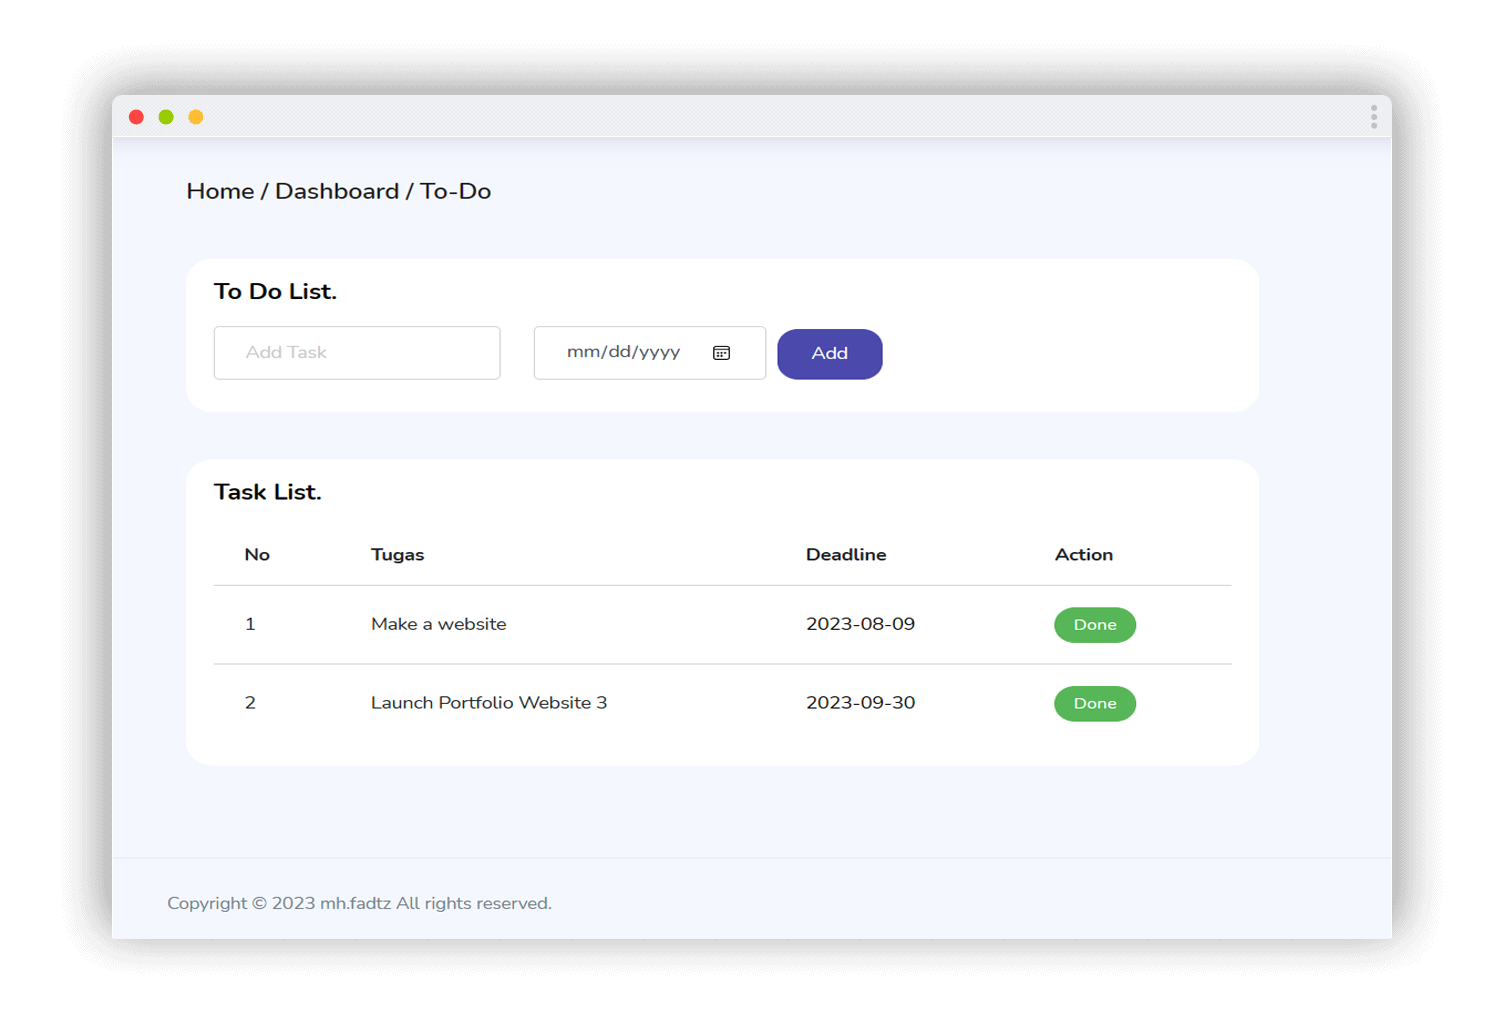 Home / Dashboard / To-Do
To Do List.
Add Task mm/dd/yyyy Add
Task List.
No Tugas Deadline Action
1 Make a website 2023-08-09 Done
2 Launch Portfolio Website 3 2023-09-30 Done
Copyright © 2023 mh.fadtz All rights reserved.